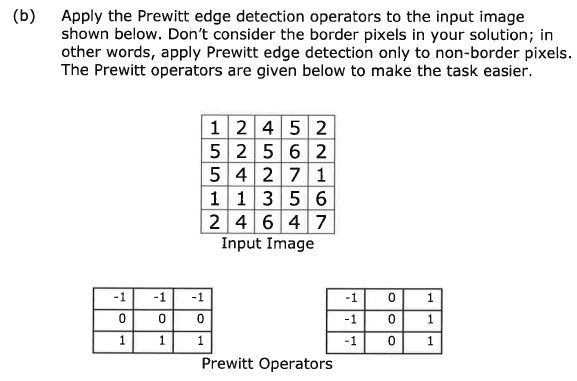 (b) Apply the Prewitt edge detection operators to the input image
shown below. Don't consider the border pixels in your solution; in
other words, apply Prewitt edge detection only to non-border pixels.
The Prewitt operators are given below to make the task easier.
1 2 4 5 2
5 2 5 6 2
5 4 2 7 1
1 1 3 5 6
2 4 6 4 7
Input Image
-1 -1 -1 -1 0 1
0 0 0 -1 0 1
1 1 1 -1 0 1
Prewitt Operators